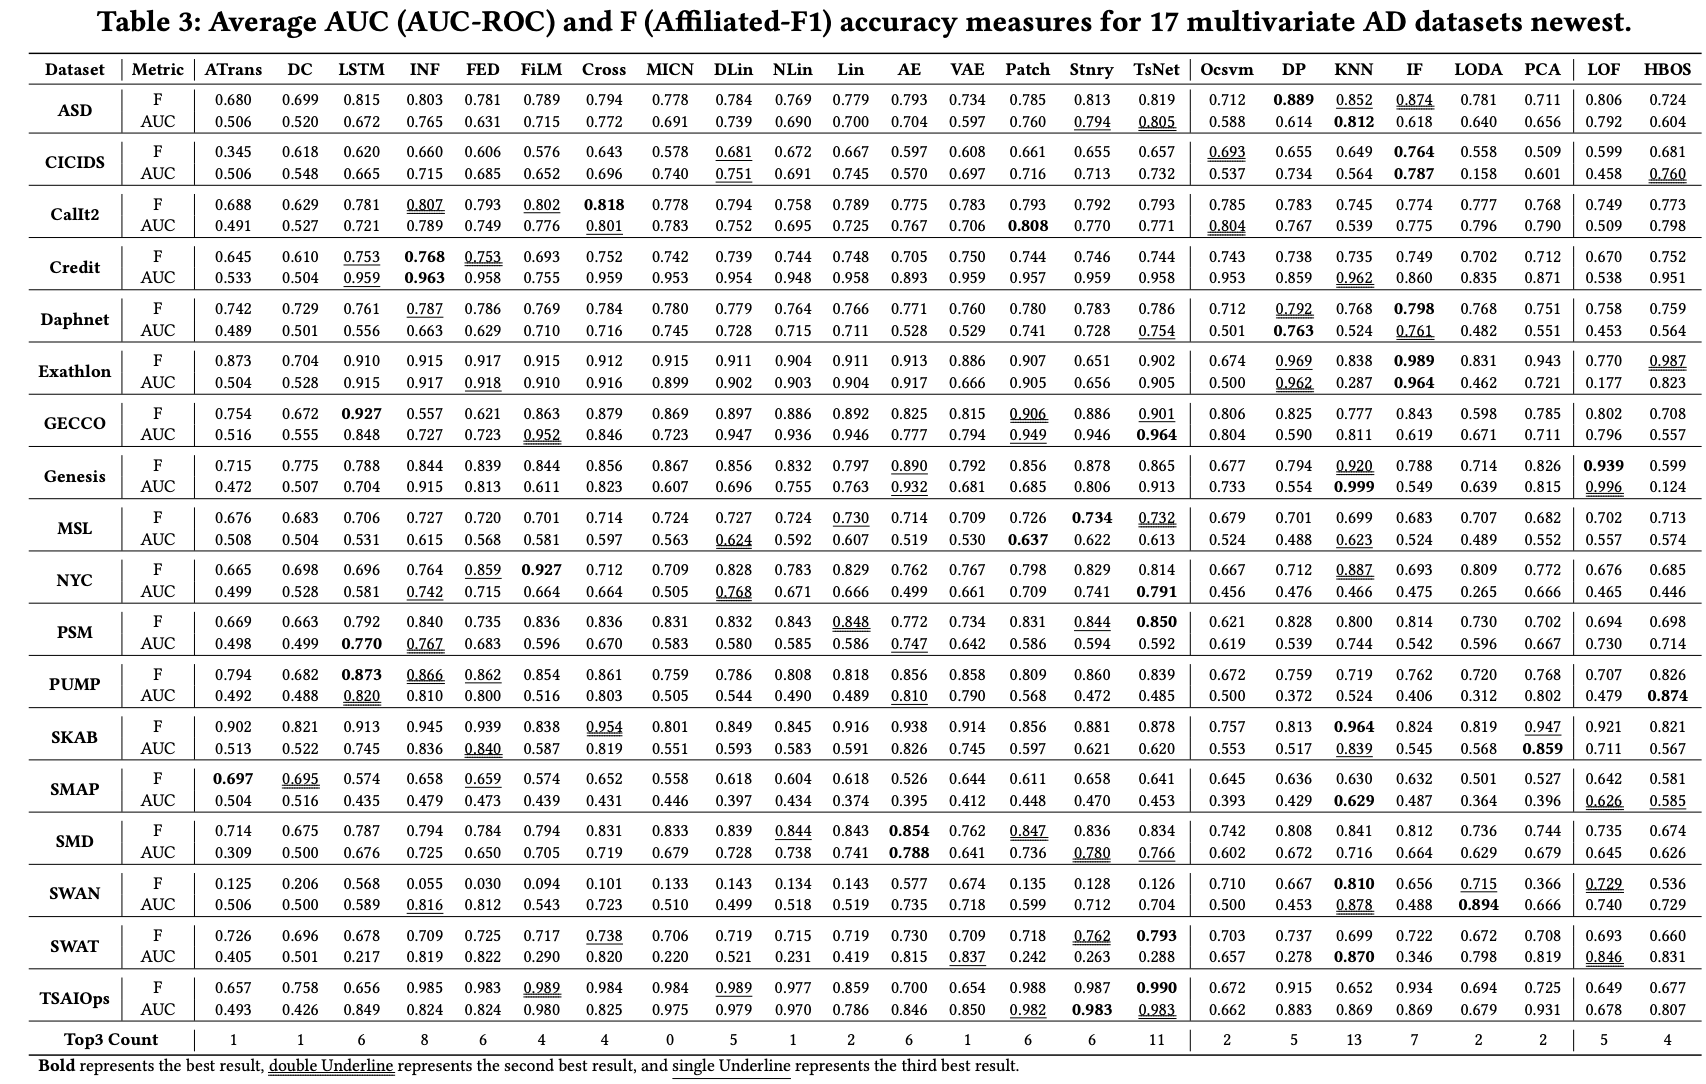 Table 3: Average AUC (AUC-ROC) and F (Affiliated-F1) accuracy measures for 17 multivariate AD datasets newest.
Dataset Metric ATrans DC LSTM INF FED FiLM Cross MICN DLin NLin Lin AE VAE Patch Stnry TsNet Ocsvm DP KNN IF LODA PCA LOF HBOS
F 0.680 0.699 0.815 0.803 0.781 0.789 0.794 0.778 0.784 0.769 0.779 0.793 0.734 0.785 0.813 0.819 0.712 0.889 0.852 0.874 0.781 0.711 0.806 0.724
ASD
AUC 0.506 0.520 0.672 0.765 0.631 0.715 0.772 0.691 0.739 0.690 0.700 0.704 0.597 0.760 0.794 0.805 0.588 0.614 0.812 0.618 0.640 0.656 0.792 0.604
F 0.345 0.618 0.620 0.660 0.606 0.576 0.643 0.578 0.681 0.672 0.667 0.597 0.608 0.661 0.655 0.657 0.693 0.655 0.649 0.764 0.558 0.509 0.599 0.681
CICIDS
AUC 0.506 0.548 0.665 0.715 0.685 0.652 0.696 0.740 0.751 0.691 0.745 0.570 0.697 0.716 0.713 0.732 0.537 0.734 0.564 0.787 0.158 0.601 0.458 0.760
F 0.688 0.629 0.781 0.807 0.793 0.802 0.818 0.778 0.794 0.758 0.789 0.775 0.783 0.793 0.792 0.793 0.785 0.783 0.745 0.774 0.777 0.768 0.749 0.773
CalIt2
AUC 0.491 0.527 0.721 0.789 0.749 0.776 0.801 0.783 0.752 0.695 0.725 0.767 0.706 0.808 0.770 0.771 0.804 0.767 0.539 0.775 0.796 0.790 0.509 0.798
F 0.645 0.610 0.753 0.768 0.753 0.693 0.752 0.742 0.739 0.744 0.748 0.705 0.750 0.744 0.746 0.744 0.743 0.738 0.735 0.749 0.702 0.712 0.670 0.752
Credit
AUC 0.533 0.504 0.959 0.963 0.958 0.755 0.959 0.953 0.954 0.948 0.958 0.893 0.959 0.957 0.959 0.958 0.953 0.859 0.962 0.860 0.835 0.871 0.538 0.951
F 0.742 0.729 0.761 0.787 0.786 0.769 0.784 0.780 0.779 0.764 0.766 0.771 0.760 0.780 0.783 0.786 0.712 0.792 0.768 0.798 0.768 0.751 0.758 0.759
Daphnet
AUC 0.489 0.501 0.556 0.663 0.629 0.710 0.716 0.745 0.728 0.715 0.711 0.528 0.529 0.741 0.728 0.754 0.501 0.763 0.524 0.761 0.482 0.551 0.453 0.564
F 0.873 0.704 0.910 0.915 0.917 0.915 0.912 0.915 0.911 0.904 0.911 0.913 0.886 0.907 0.651 0.902 0.674 0.969 0.838 0.989 0.831 0.943 0.770 0.987
Exathlon
AUC 0.504 0.528 0.915 0.917 0.918 0.910 0.916 0.899 0.902 0.903 0.904 0.917 0.666 0.905 0.656 0.905 0.500 0.962 0.287 0.964 0.462 0.721 0.177 0.823
F 0.754 0.672 0.927 0.557 0.621 0.863 0.879 0.869 0.897 0.886 0.892 0.825 0.815 0.906 0.886 0.901 0.806 0.825 0.777 0.843 0.598 0.785 0.802 0.708
GECCO
AUC 0.516 0.555 0.848 0.727 0.723 0.952 0.846 0.723 0.947 0.936 0.946 0.777 0.794 0.949 0.946 0.964 0.804 0.590 0.811 0.619 0.671 0.711 0.796 0.557
F 0.715 0.775 0.788 0.844 0.839 0.844 0.856 0.867 0.856 0.832 0.797 0.890 0.792 0.856 0.878 0.865 0.677 0.794 0.920 0.788 0.714 0.826 0.939 0.599
Genesis
AUC 0.472 0.507 0.704 0.915 0.813 0.611 0.823 0.607 0.696 0.755 0.763 0.932 0.681 0.685 0.806 0.913 0.733 0.554 0.999 0.549 0.639 0.815 0.996 0.124
F 0.676 0.683 0.706 0.727 0.720 0.701 0.714 0.724 0.727 0.724 0.730 0.714 0.709 0.726 0.734 0.732 0.679 0.701 0.699 0.683 0.707 0.682 0.702 0.713
MSL
AUC 0.508 0.504 0.531 0.615 0.568 0.581 0.597 0.563 0.624 0.592 0.607 0.519 0.530 0.637 0.622 0.613 0.524 0.488 0.623 0.524 0.489 0.552 0.557 0.574
F 0.665 0.698 0.696 0.764 0.859 0.927 0.712 0.709 0.828 0.783 0.829 0.762 0.767 0.798 0.829 0.814 0.667 0.712 0.887 0.693 0.809 0.772 0.676 0.685
NYC
AUC 0.499 0.528 0.581 0.742 0.715 0.664 0.664 0.505 0.768 0.671 0.666 0.499 0.661 0.709 0.741 0.791 0.456 0.476 0.466 0.475 0.265 0.666 0.465 0.446
F 0.669 0.663 0.792 0.840 0.735 0.836 0.836 0.831 0.832 0.843 0.848 0.772 0.734 0.831 0.844 0.850 0.621 0.828 0.800 0.814 0.730 0.702 0.694 0.698
PSM
AUC 0.498 0.499 0.770 0.767 0.683 0.596 0.670 0.583 0.580 0.585 0.586 0.747 0.642 0.586 0.594 0.592 0.619 0.539 0.744 0.542 0.596 0.667 0.730 0.714
F 0.794 0.682 0.873 0.866 0.862 0.854 0.861 0.759 0.786 0.808 0.818 0.856 0.858 0.809 0.860 0.839 0.672 0.759 0.719 0.762 0.720 0.768 0.707 0.826
PUMP
AUC 0.492 0.488 0.820 0.810 0.800 0.516 0.803 0.505 0.544 0.490 0.489 0.810 0.790 0.568 0.472 0.485 0.500 0.372 0.524 0.406 0.312 0.802 0.479 0.874
F 0.902 0.821 0.913 0.945 0.939 0.838 0.954 0.801 0.849 0.845 0.916 0.938 0.914 0.856 0.881 0.878 0.757 0.813 0.964 0.824 0.819 0.947 0.921 0.821
SKAB
AUC 0.513 0.522 0.745 0.836 0.840 0.587 0.819 0.551 0.593 0.583 0.591 0.826 0.745 0.597 0.621 0.620 0.553 0.517 0.839 0.545 0.568 0.859 0.711 0.567
F 0.697 0.695 0.574 0.658 0.659 0.574 0.652 0.558 0.618 0.604 0.618 0.526 0.644 0.611 0.658 0.641 0.645 0.636 0.630 0.632 0.501 0.527 0.642 0.581
SMAP
AUC 0.504 0.516 0.435 0.479 0.473 0.439 0.431 0.446 0.397 0.434 0.374 0.395 0.412 0.448 0.470 0.453 0.393 0.429 0.629 0.487 0.364 0.396 0.626 0.585
F 0.714 0.675 0.787 0.794 0.784 0.794 0.831 0.833 0.839 0.844 0.843 0.854 0.762 0.847 0.836 0.834 0.742 0.808 0.841 0.812 0.736 0.744 0.735 0.674
SMD
AUC 0.309 0.500 0.676 0.725 0.650 0.705 0.719 0.679 0.728 0.738 0.741 0.788 0.641 0.736 0.780 0.766 0.602 0.672 0.716 0.664 0.629 0.679 0.645 0.626
F 0.125 0.206 0.568 0.055 0.030 0.094 0.101 0.133 0.143 0.134 0.143 0.577 0.674 0.135 0.128 0.126 0.710 0.667 0.810 0.656 0.715 0.366 0.729 0.536
SWAN
AUC 0.506 0.500 0.589 0.816 0.812 0.543 0.723 0.510 0.499 0.518 0.519 0.735 0.718 0.599 0.712 0.704 0.500 0.453 0.878 0.488 0.894 0.666 0.740 0.729
F 0.726 0.696 0.678 0.709 0.725 0.717 0.738 0.706 0.719 0.715 0.719 0.730 0.709 0.718 0.762 0.793 0.703 0.737 0.699 0.722 0.672 0.708 0.693 0.660
SWAT
AUC 0.405 0.501 0.217 0.819 0.822 0.290 0.820 0.220 0.521 0.231 0.419 0.815 0.837 0.242 0.263 0.288 0.657 0.278 0.870 0.346 0.798 0.819 0.846 0.831
F 0.657 0.758 0.656 0.985 0.983 0.989 0.984 0.984 0.989 0.977 0.859 0.700 0.654 0.988 0.987 0.990 0.672 0.915 0.652 0.934 0.694 0.725 0.649 0.677
TSAIOps
AUC 0.493 0.426 0.849 0.824 0.824 0.980 0.825 0.975 0.979 0.970 0.786 0.846 0.850 0.982 0.983 0.983 0.662 0.883 0.869 0.869 0.679 0.931 0.678 0.807
Top3 Count 1 1 6 8 6 4 4 0 5 1 2 6 1 6 6 11 2 5 13 7 2 2 5 4
Bold represents the best result, double Underline represents the second best result, and single Underline represents the third best result.